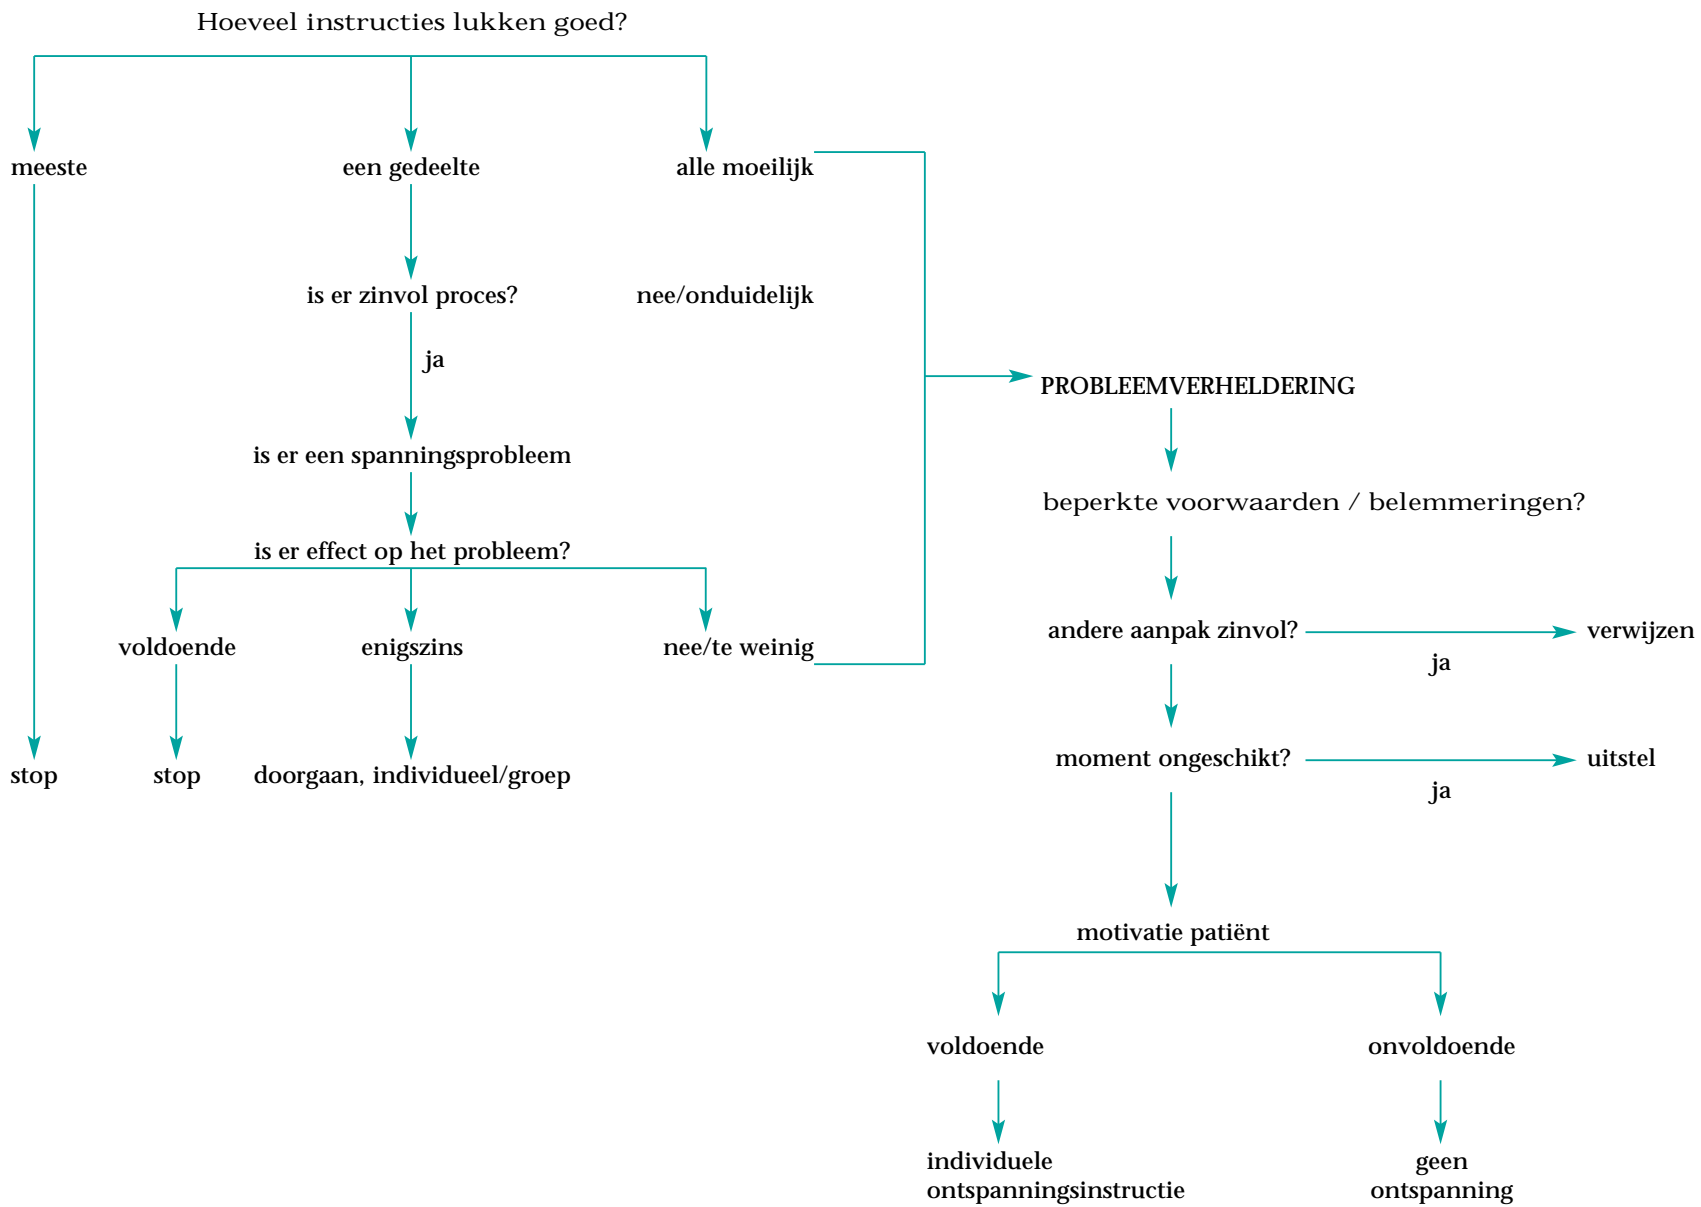 Hoeveel instructies lukken goed?
meeste
een gedeelte
alle moeilijk
is er zinvol proces?
nee/onduidelijk
ja
PROBLEEMVERHELDERING
is er een spanningsprobleem
beperkte voorwaarden / belemmeringen?
is er effect op het probleem?
voldoende
enigszins
nee/te weinig
andere aanpak zinvol?
verwijzen
ja
stop
stop
doorgaan, individueel/groep
moment ongeschikt?
uitstel
ja
motivatie patiënt
voldoende
onvoldoende
individuele
ontspanningsinstructie
geen
ontspanning